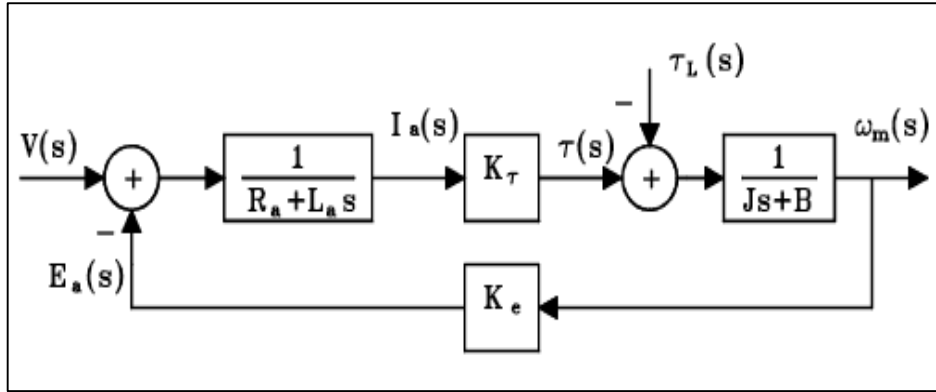 τL(s)
V(s)
+
−
Ea(s)
1
Ra+Las
Ia(s)
Kτ
τ(s)
−
+
1
Js+B
ωm(s)
Ke